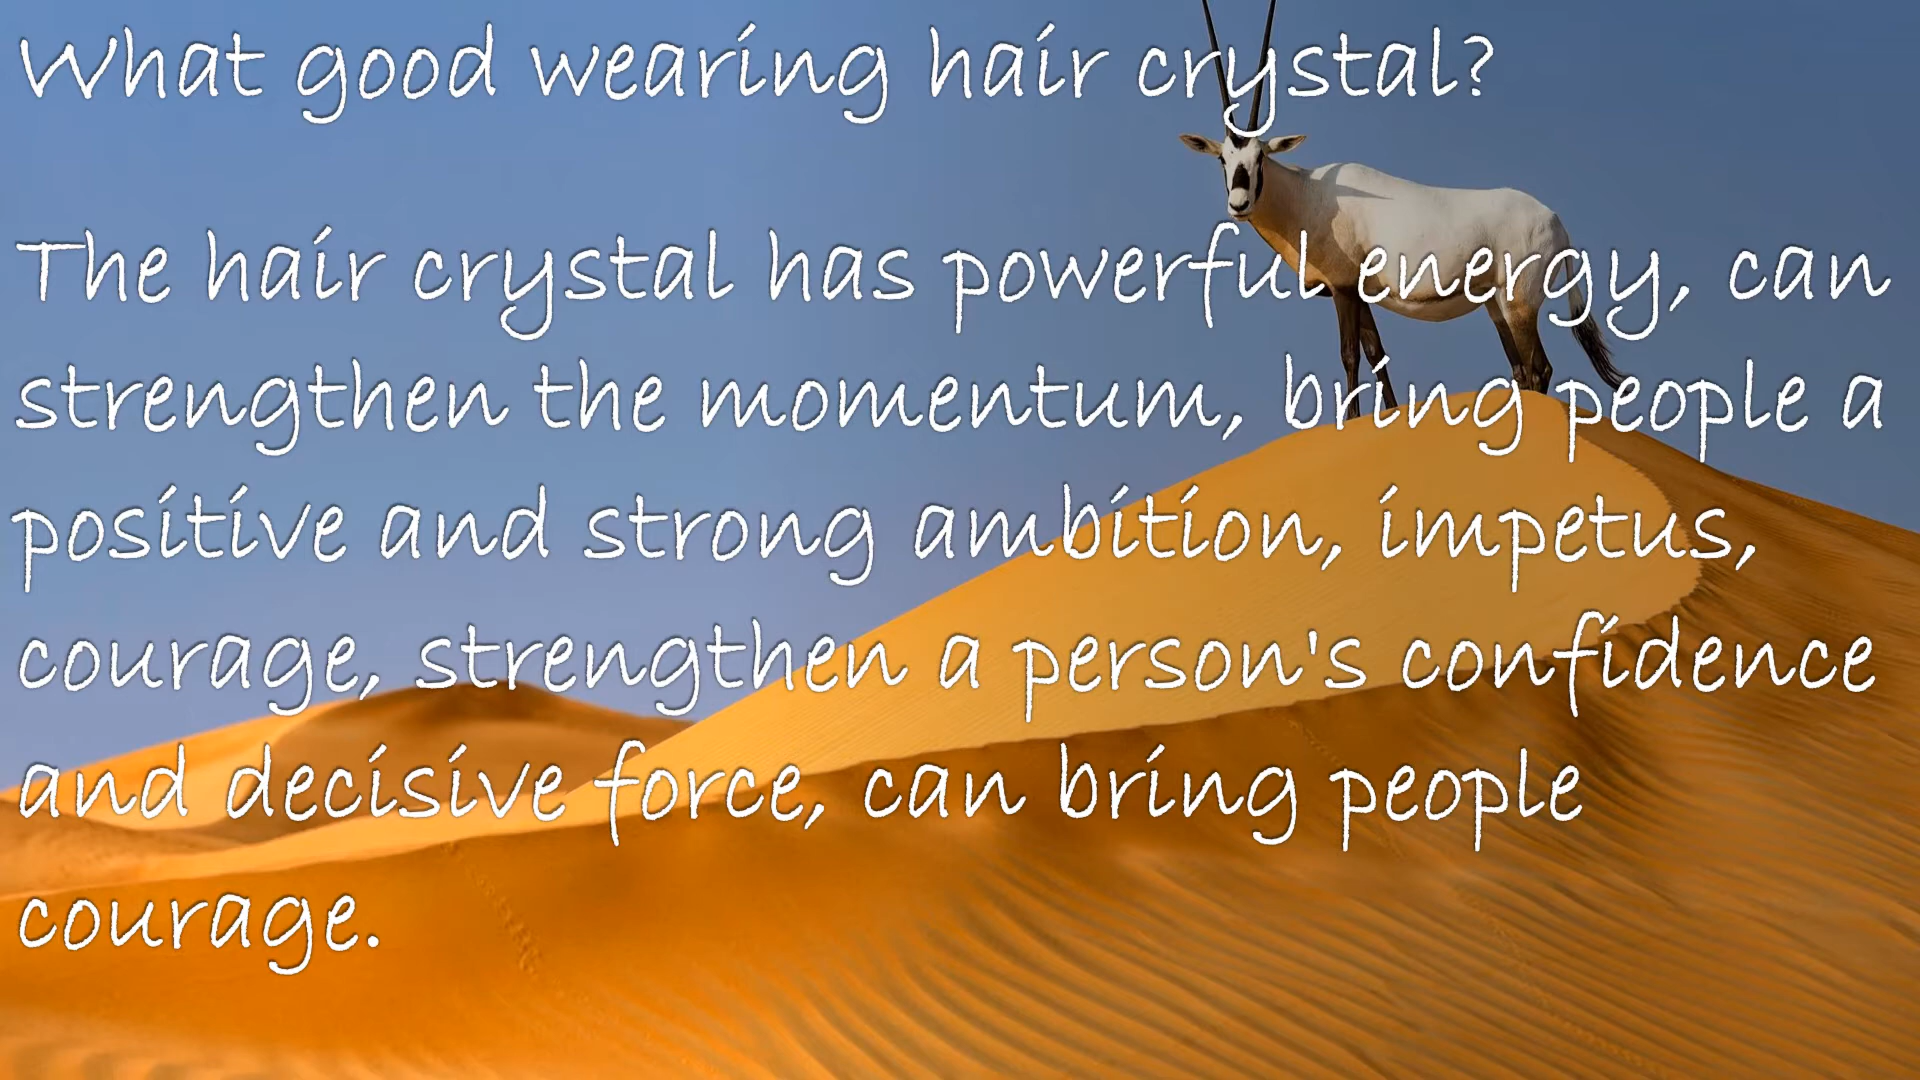 What good wearing hair crystal?
The hair crystal has powerful energy, can
strengthen the momentum, bring people a
positive and strong ambition, impetus,
courage, strengthen a person's confidence
and decisive force, can bring people
courage.